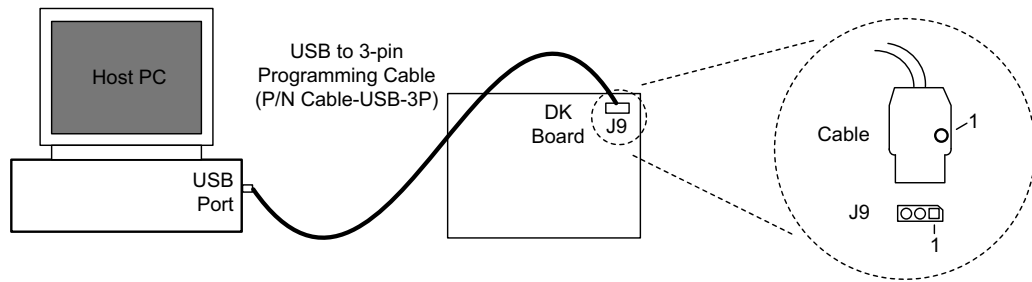 Host PC
USB
Port
USB to 3-pin
Programming Cable
(P/N Cable-USB-3P)
DK
Board
J9
Cable
1
J9
1